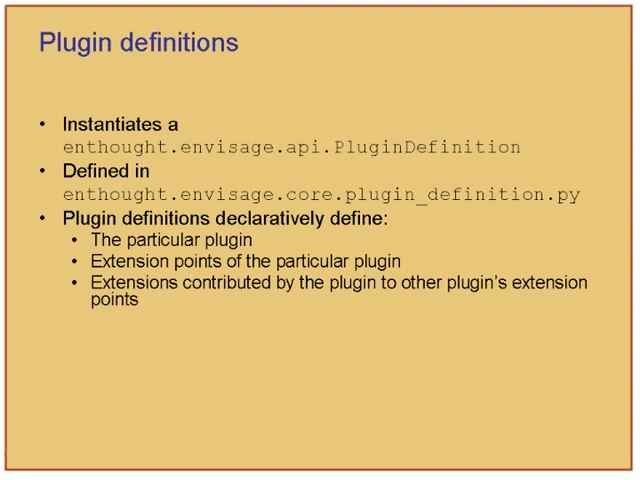 Plugin definitions
• Instantiates a
enthought.envisage.api.PluginDefinition
• Defined in
enthought.envisage.core.plugin_definition.py
• Plugin definitions declaratively define:
• The particular plugin
• Extension points of the particular plugin
• Extensions contributed by the plugin to other plugin's extension
points